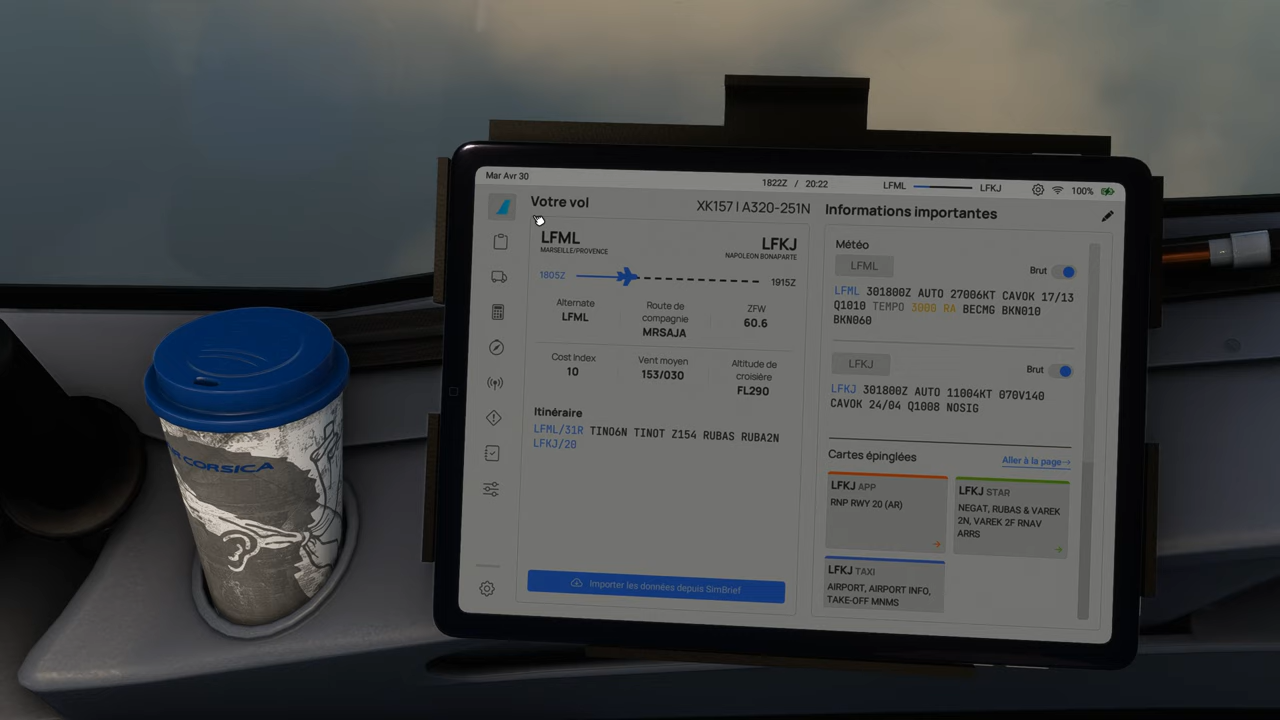 Mar Avr 30
1822Z / 20:22
LFML
LFKJ
100%
Votre vol
XK157 | A320-251N
LFML
MARSEILLE/PROVENCE
LFKJ
NAPOLEON BONAPARTE
1805Z
1915Z
Alternate
LFML
Route de
compagnie
MRSAJA
ZFW
60.6
Cost Index
10
Vent moyen
153/030
Altitude de
croisière
FL290
Itinéraire
LFML/31R TINO6N TINOT Z154 RUBAS RUBA2N
LFKJ/20
Importer les données depuis SimBrief
Informations importantes
Météo
LFML
Brut
LFML 301800Z AUTO 27006KT CAVOK 17/13
Q1010 TEMPO 3000 RA BECMG BKN010
BKN060
LFKJ
Brut
LFKJ 301800Z AUTO 11004KT 070V140
CAVOK 24/04 Q1008 NOSIG
Cartes épinglées
Aller à la page
LFKJ APP
RNP RWY 20 (AR)
LFKJ STAR
NEGAT, RUBAS & VAREK
2N, VAREK 2F RNAV
ARRS
LFKJ TAXI
AIRPORT, AIRPORT INFO,
TAKE-OFF MNMS
CORSICA